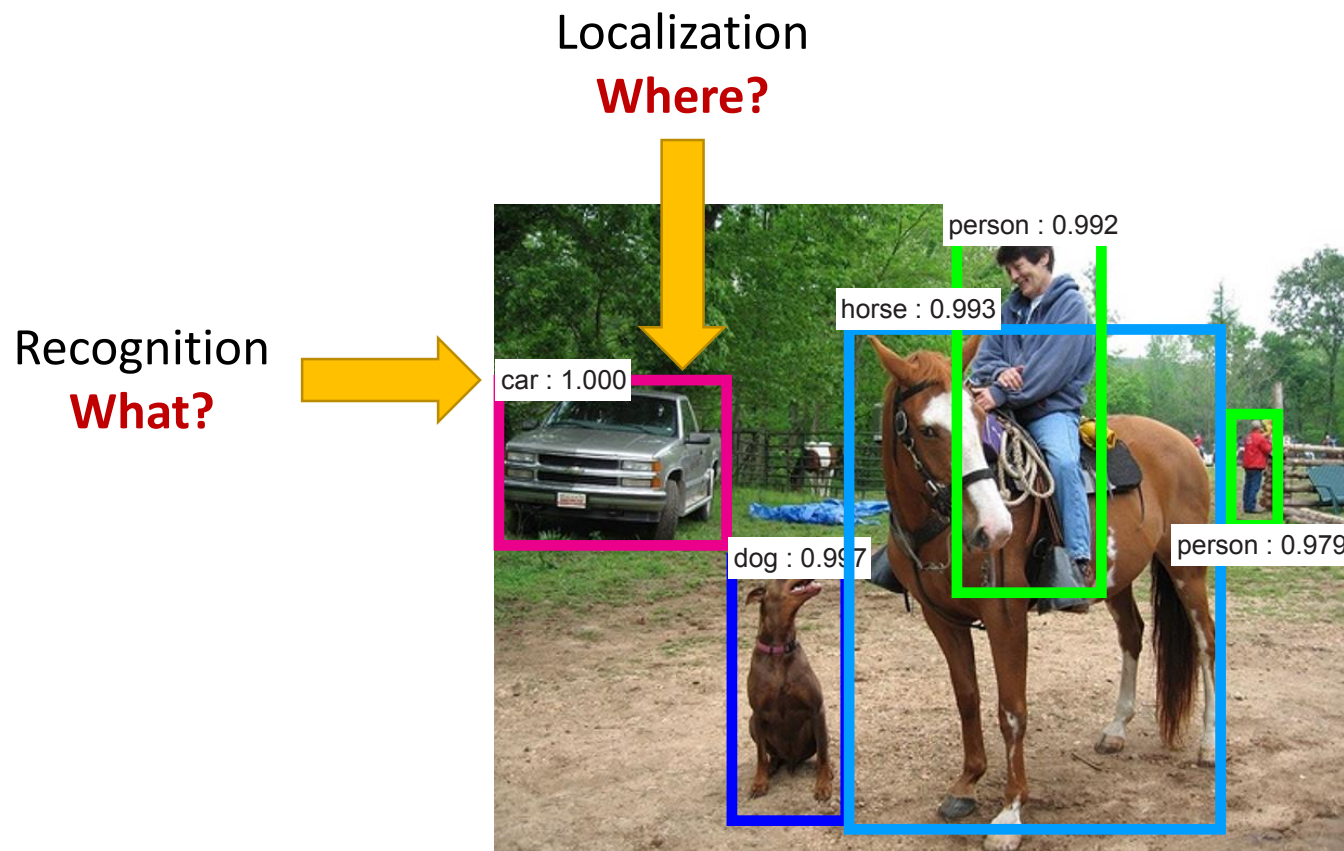 Localization
Where?
person : 0.992
horse : 0.993
Recognition
What?
car : 1.000
dog : 0.997
person : 0.979